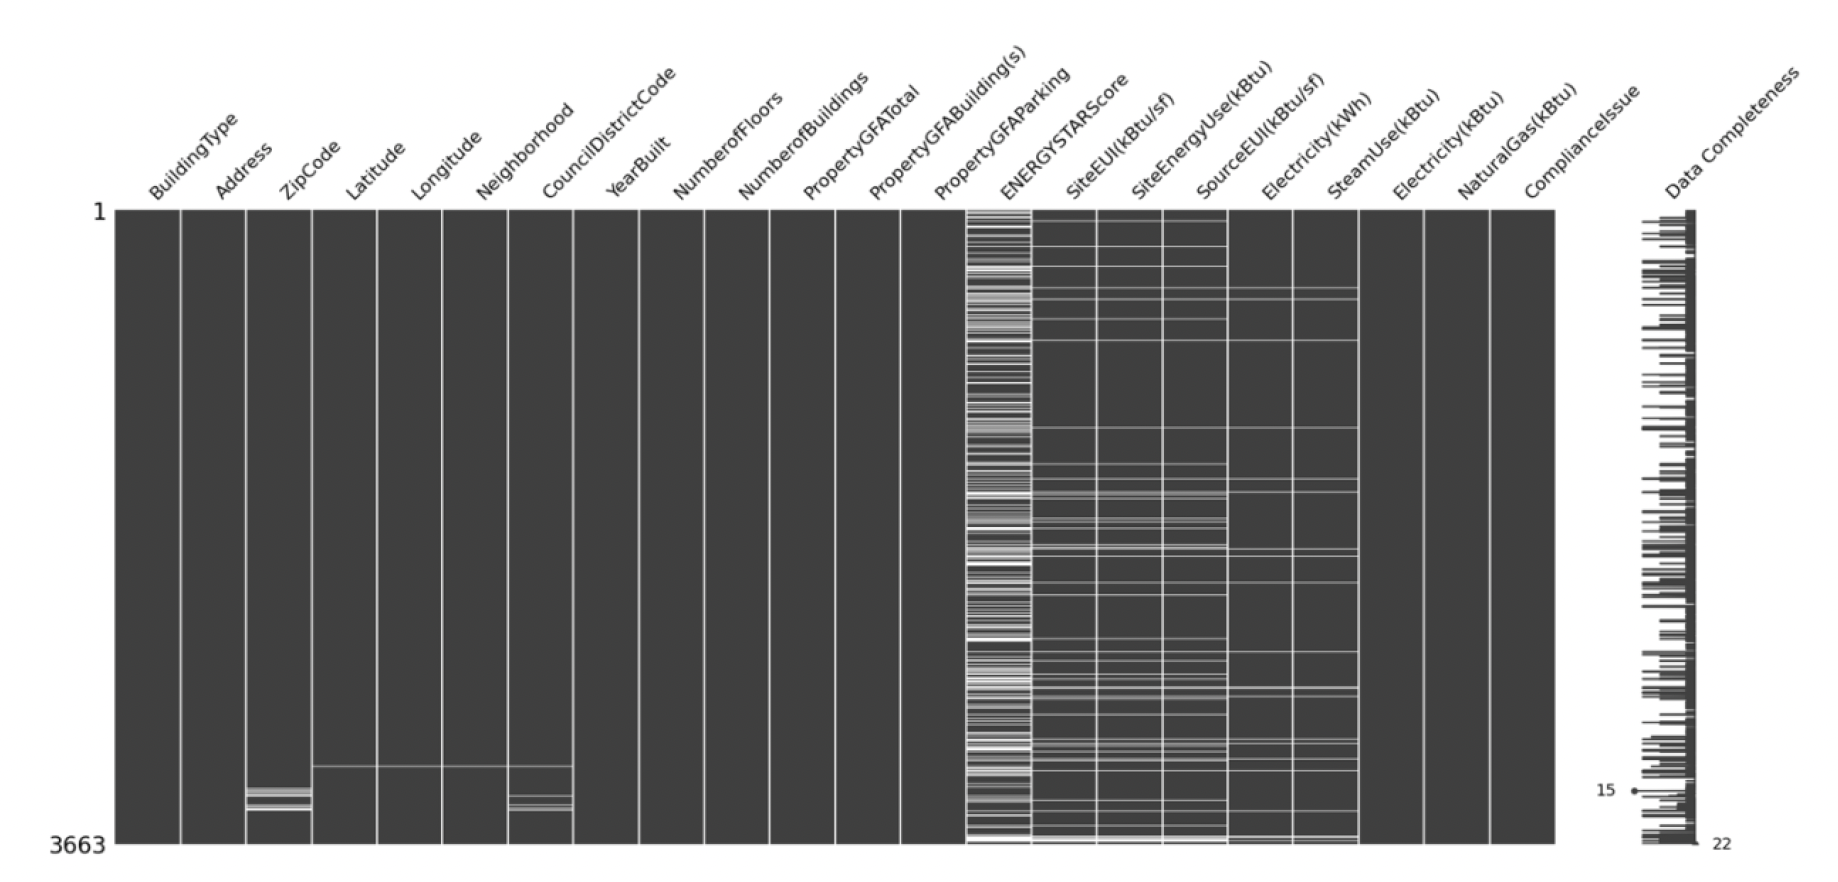 BuildingType
Address
ZipCode
Latitude
Longitude
Neighborhood
CouncilDistrictCode
YearBuilt
NumberofFloors
NumberofBuildings
PropertyGFATotal
PropertyGFABuilding(s)
PropertyGFAParking
ENERGYSTARScore
SiteEUI(kBtu/sf)
SiteEnergyUse(kBtu)
SourceEUI(kBtu/sf)
Electricity(kWh)
SteamUse(kBtu)
Electricity(kBtu)
NaturalGas(kBtu)
ComplianceIssue
Data Completeness
1
15
3663
22